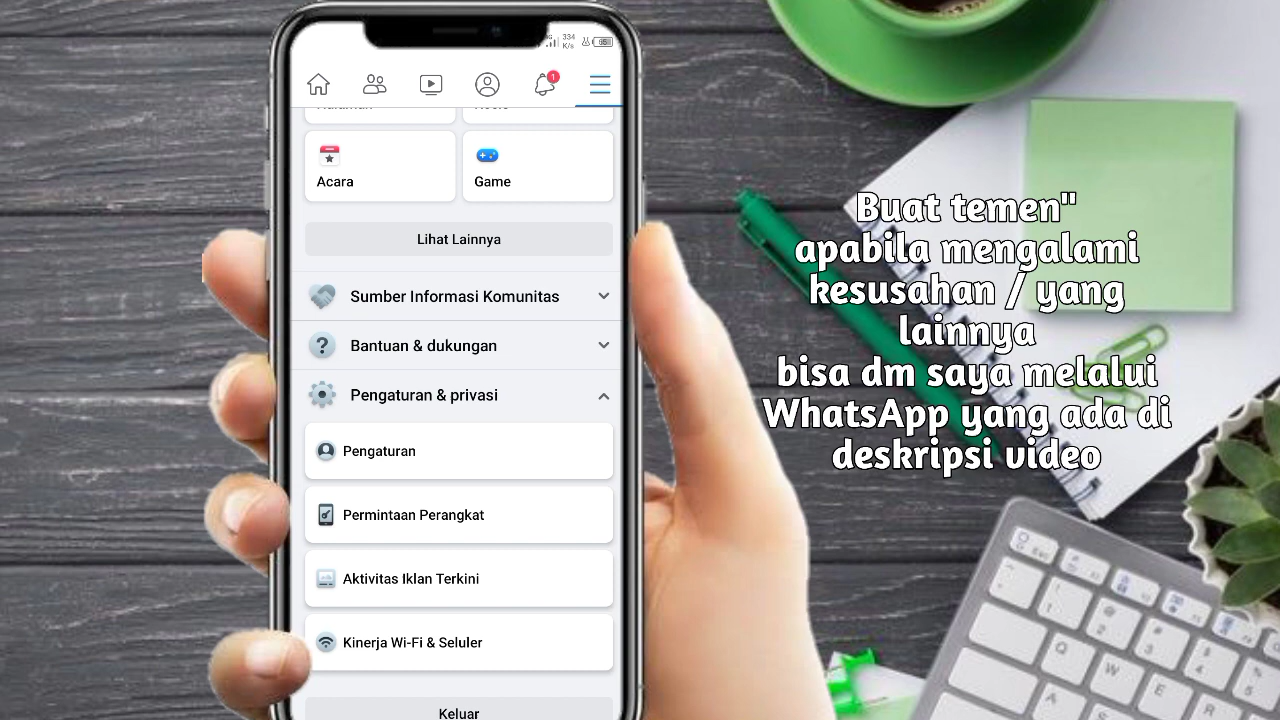 334
K/s
1
Acara
Game
Lihat Lainnya
Sumber Informasi Komunitas
Bantuan & dukungan
Pengaturan & privasi
Pengaturan
Permintaan Perangkat
Aktivitas Iklan Terkini
Kinerja Wi-Fi & Seluler
Keluar
Buat temen"
apabila mengalami
kesusahan / yang
lainnya
bisa dm saya melalui
WhatsApp yang ada di
deskripsi video
Q
W
E
R
A